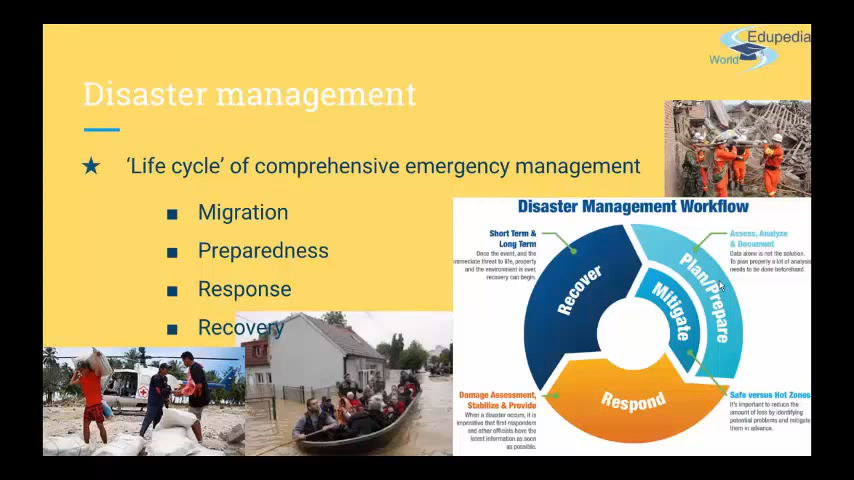 Edupedia
World
Disaster management
★ ‘Life cycle’ of comprehensive emergency management
■ Migration
■ Preparedness
■ Response
■ Recovery
Disaster Management Workflow
Short Term &
Long Term
Once the event, and the
immediate threat to life, property
and the environment is over,
recovery can begin.
Assess, Analyze
& Document
Data alone is not the solution.
To plan properly a lot of analysis
needs to be done beforehand.
Recover
Plan/Prepare
Mitigate
Respond
Damage Assessment,
Stabilize & Provide
When a disaster occurs, it is
imperative that first responders
and other officials have the
latest information as soon
as possible.
Safe versus Hot Zones
It's important to reduce the
amount of loss by identifying
potential problems and mitigate
them in advance.